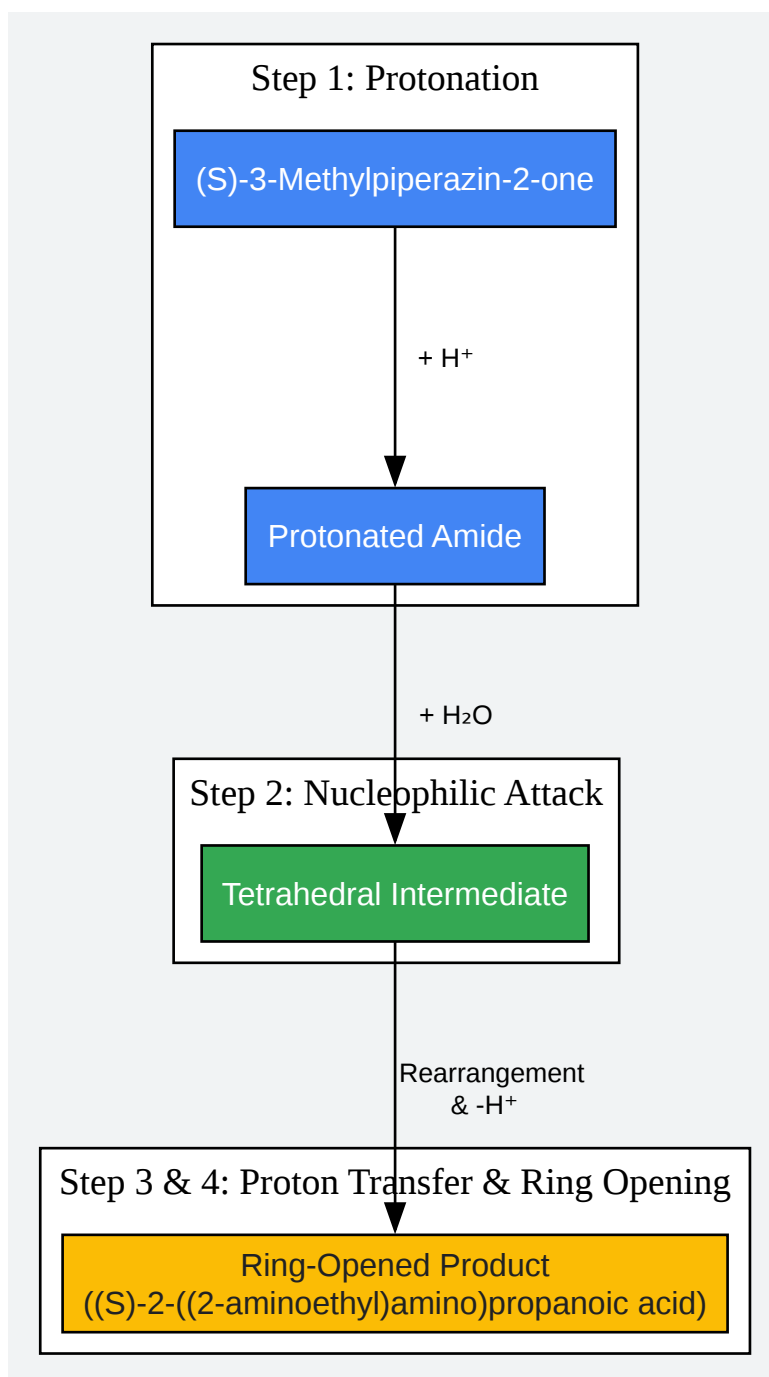 Step 1: Protonation
(S)-3-Methylpiperazin-2-one
+ H⁺
Protonated Amide
+ H₂O
Step 2: Nucleophilic Attack
Tetrahedral Intermediate
Rearrangement
& -H⁺
Step 3 & 4: Proton Transfer & Ring Opening
Ring-Opened Product
((S)-2-((2-aminoethyl)amino)propanoic acid)